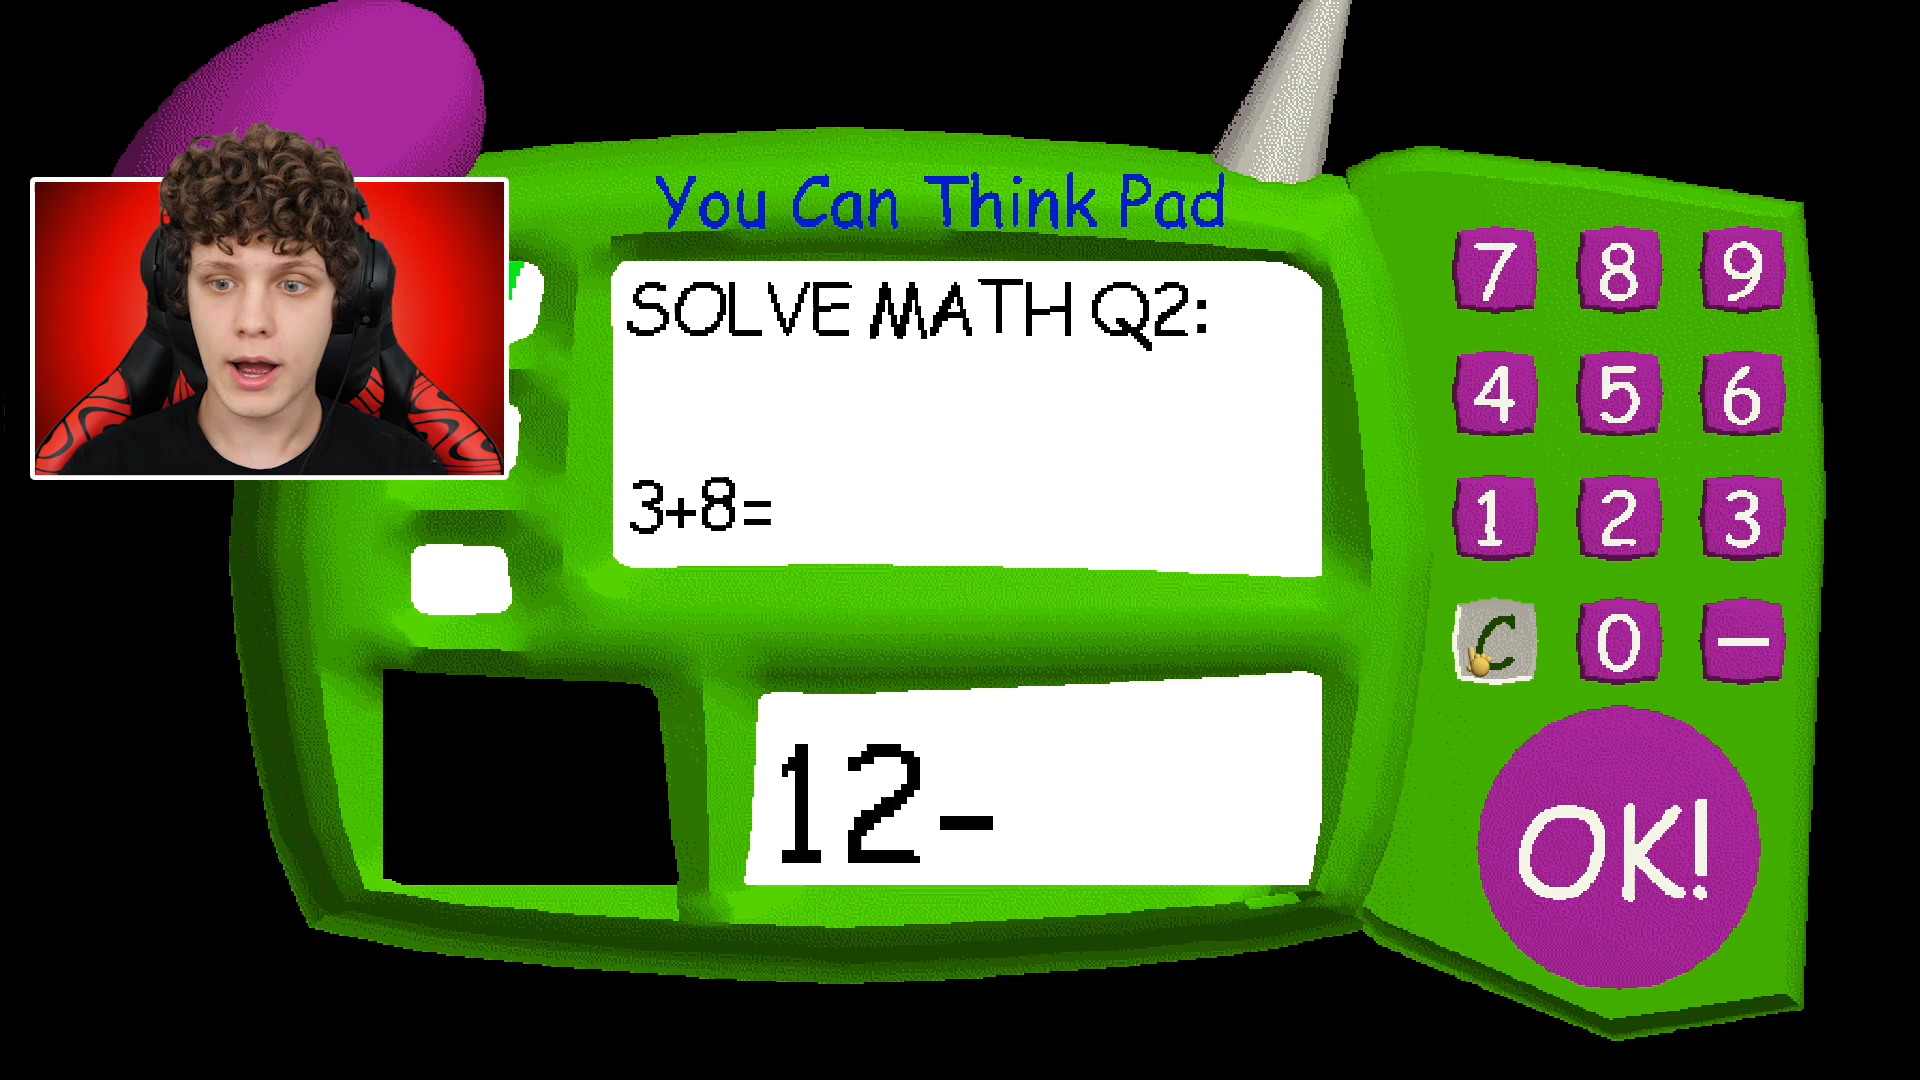 You Can Think Pad
SOLVE MATH Q2:
3+8=
12-
7 8 9
4 5 6
1 2 3
C 0 -
OK!